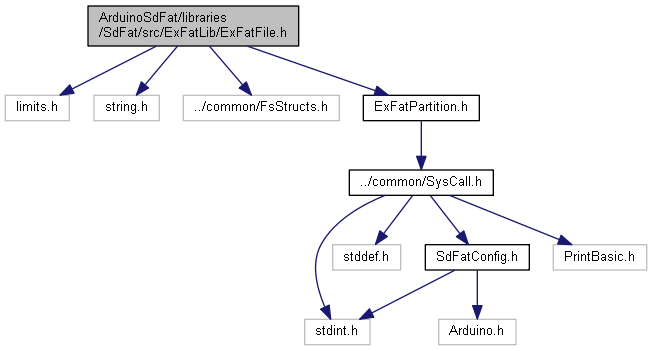 ArduinoSdFat/libraries
/SdFat/src/ExFatLib/ExFatFile.h
limits.h
string.h
../common/FsStructs.h
ExFatPartition.h
../common/SysCall.h
stddef.h
SdFatConfig.h
PrintBasic.h
stdint.h
Arduino.h